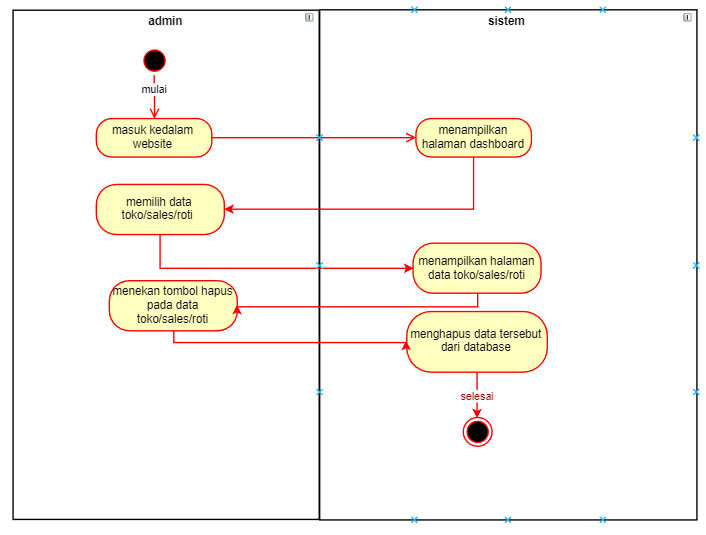 admin
sistem
mulai
masuk kedalam
website
menampilkan
halaman dashboard
memilih data
toko/sales/roti
menampilkan halaman
data toko/sales/roti
menekan tombol hapus
pada data
toko/sales/roti
menghapus data tersebut
dari database
selesai